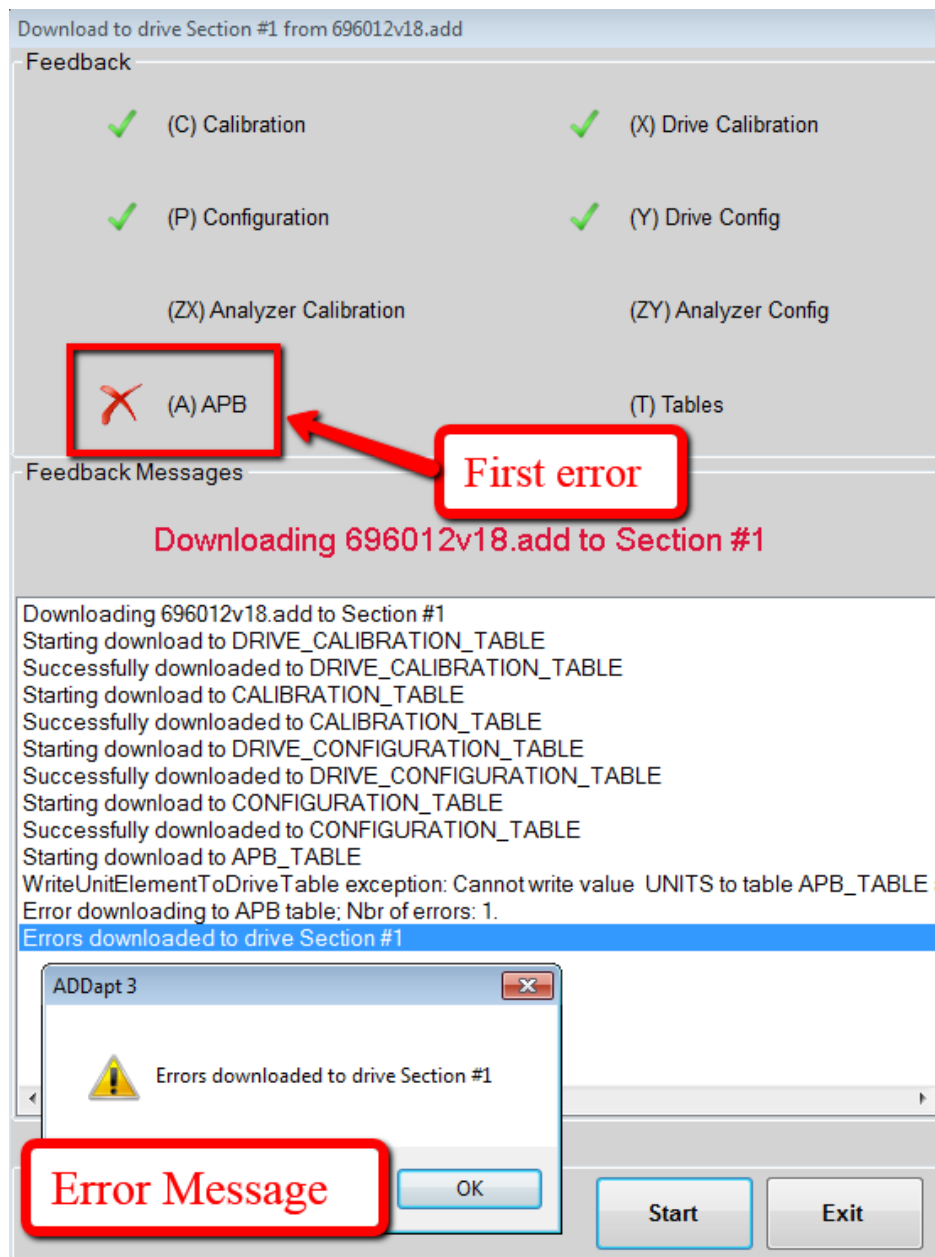 Download to drive Section #1 from 696012v18.add
Feedback
(C) Calibration
(X) Drive Calibration
(P) Configuration
(Y) Drive Config
(ZX) Analyzer Calibration
(ZY) Analyzer Config
(A) APB
(T) Tables
First error
Feedback Messages
Downloading 696012v18.add to Section #1
Downloading 696012v18.add to Section #1
Starting download to DRIVE_CALIBRATION_TABLE
Successfully downloaded to DRIVE_CALIBRATION_TABLE
Starting download to CALIBRATION_TABLE
Successfully downloaded to CALIBRATION_TABLE
Starting download to DRIVE_CONFIGURATION_TABLE
Successfully downloaded to DRIVE_CONFIGURATION_TABLE
Starting download to CONFIGURATION_TABLE
Successfully downloaded to CONFIGURATION_TABLE
Starting download to APB_TABLE
WriteUnitElementToDriveTable exception: Cannot write value UNITS to table APB_TABLE
Error downloading to APB table; Nbr of errors: 1.
Errors downloaded to drive Section #1
ADDapt 3
Errors downloaded to drive Section #1
Error Message
OK
Start
Exit